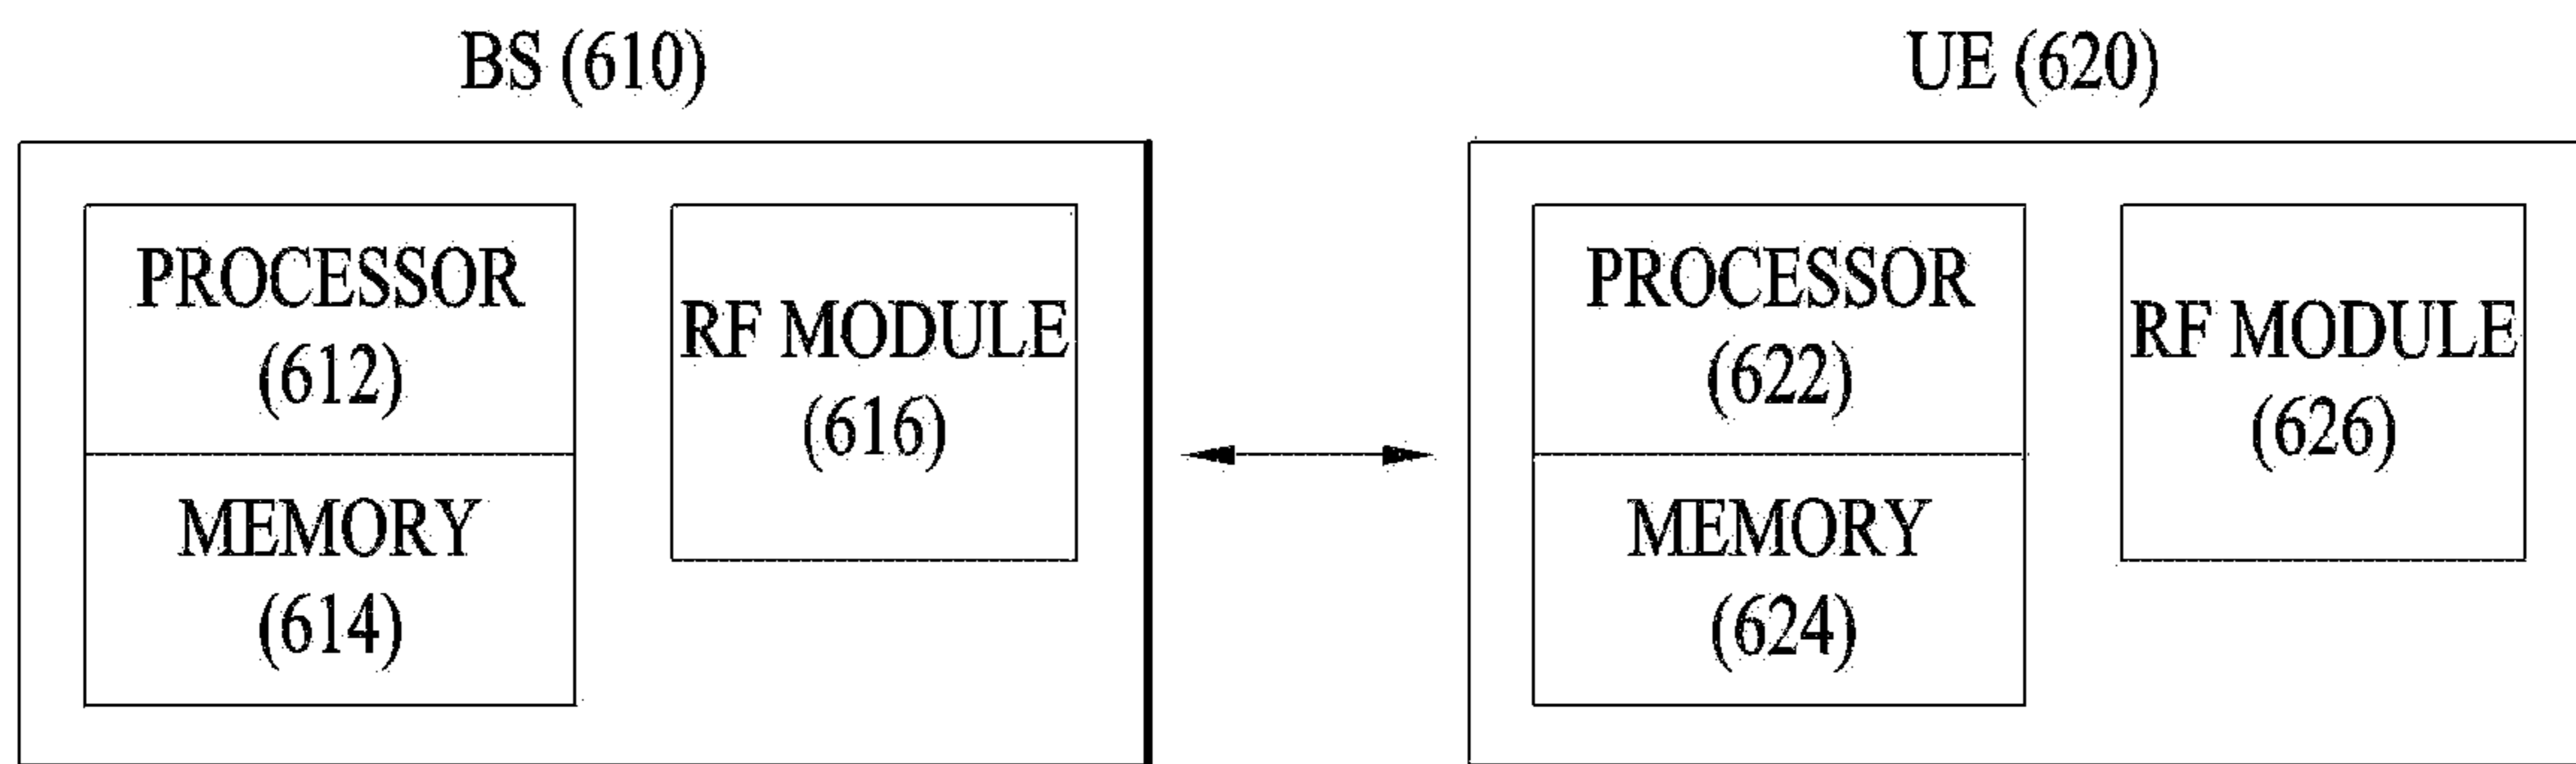 BS (610)
PROCESSOR
(612)
MEMORY
(614)
RF MODULE
(616)
UE (620)
PROCESSOR
(622)
MEMORY
(624)
RF MODULE
(626)